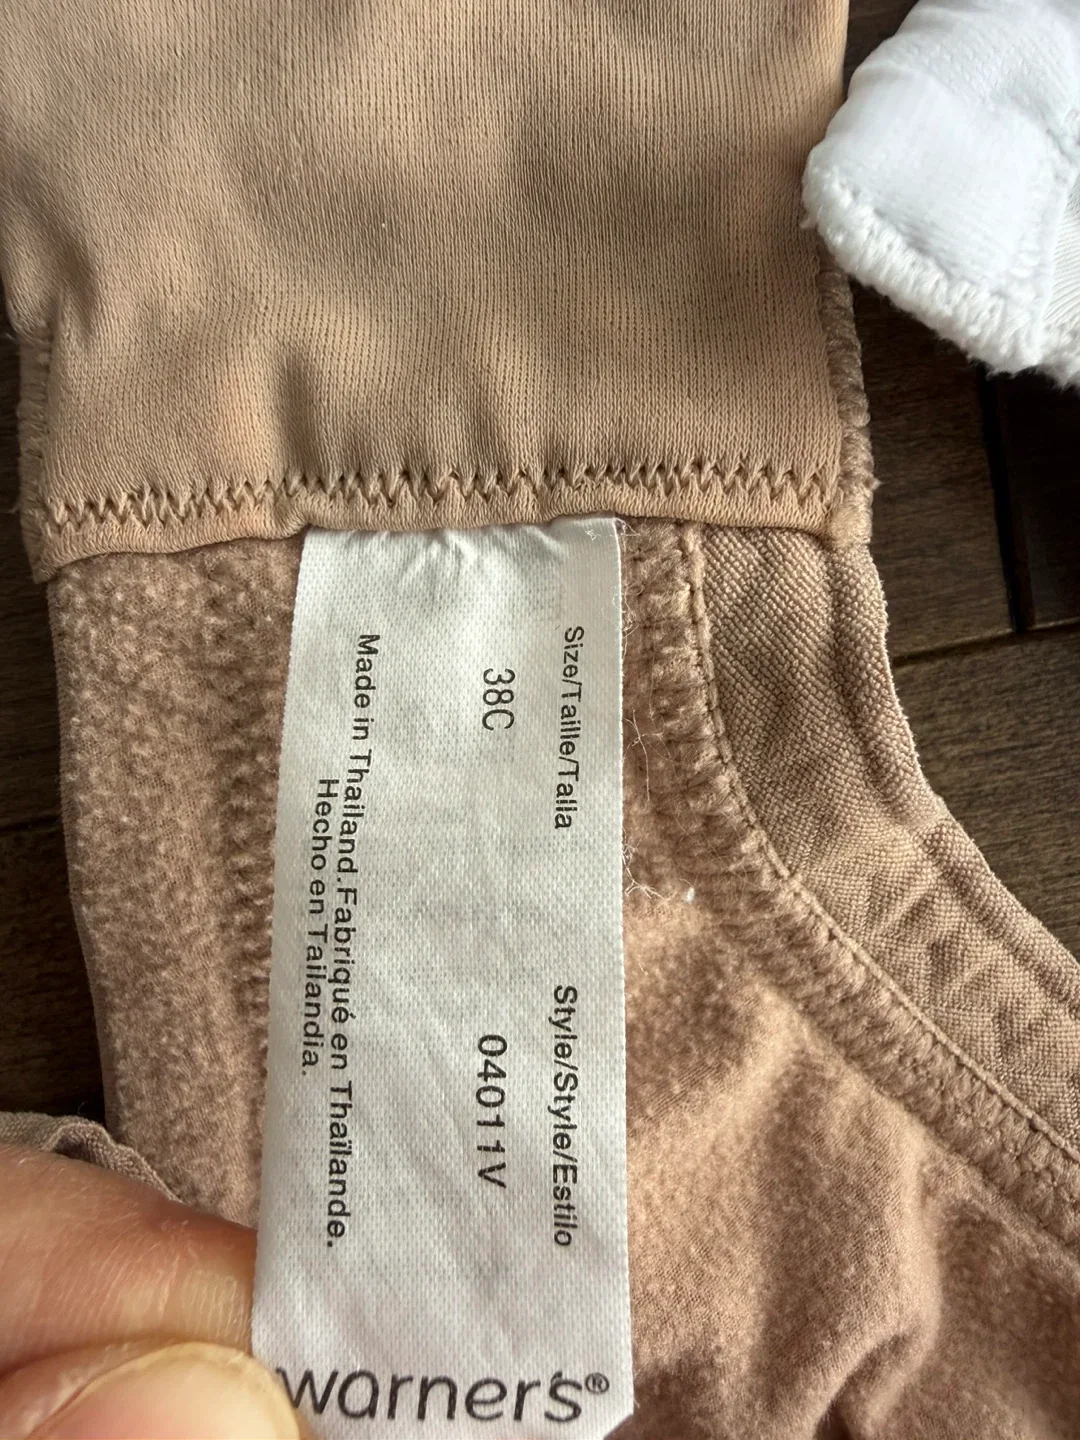 Size/Taille/Talla
38C
Style/Style/Estilo
04011V
Made in Thailand.Fabriqué en Thaïlande.
Hecho en Tailandia.
warner's®